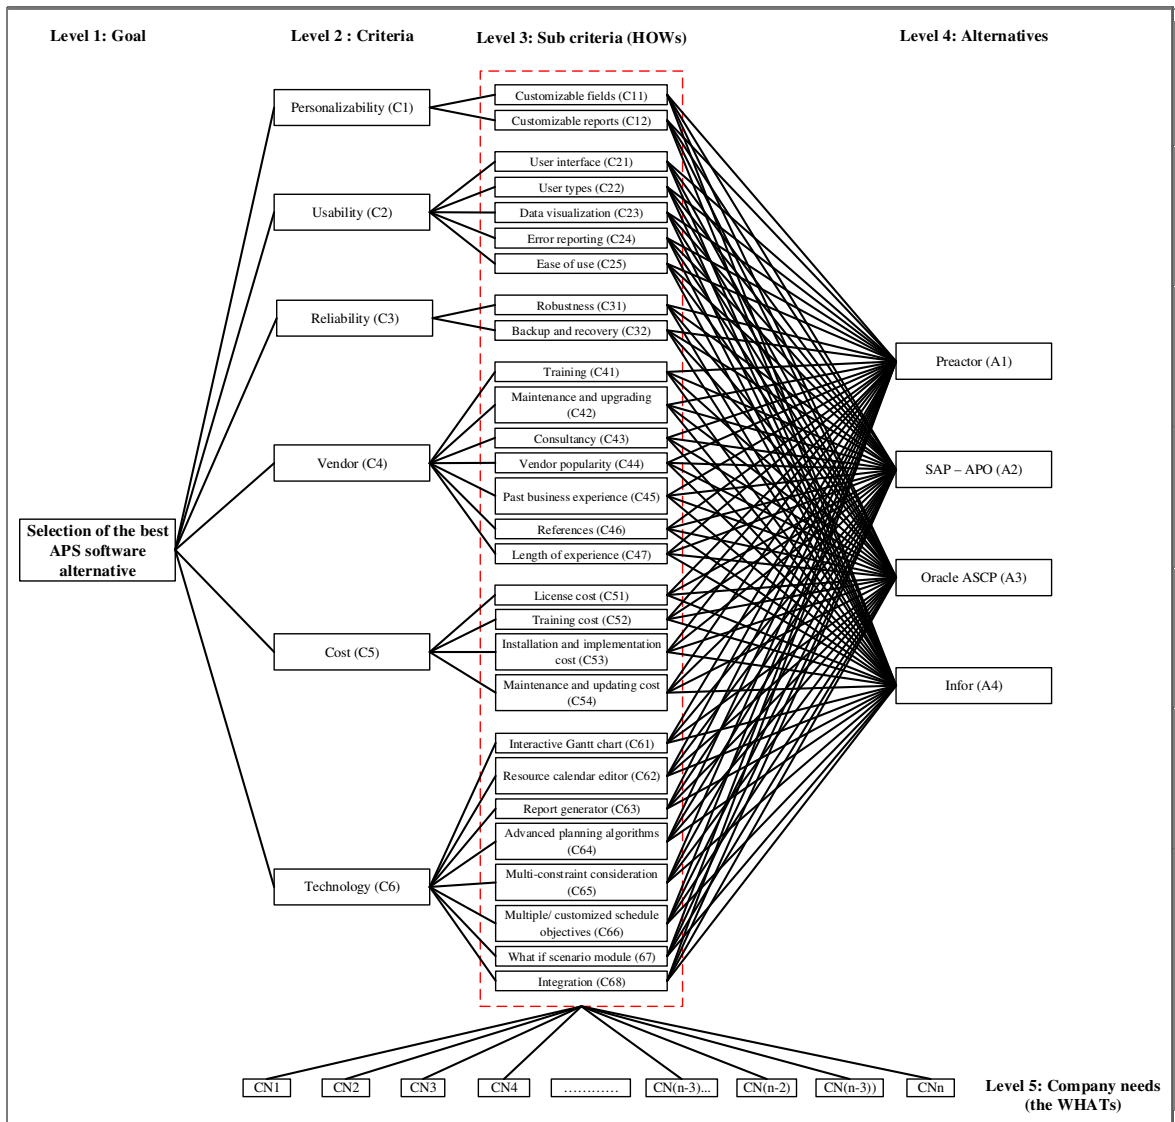 Level 1: Goal
Level 2 : Criteria
Level 3: Sub criteria (HOWs)
Level 4: Alternatives
Selection of the best
APS software
alternative
Personalizability (C1)
Usability (C2)
Reliability (C3)
Vendor (C4)
Cost (C5)
Technology (C6)
Customizable fields (C11)
Customizable reports (C12)
User interface (C21)
User types (C22)
Data visualization (C23)
Error reporting (C24)
Ease of use (C25)
Robustness (C31)
Backup and recovery (C32)
Training (C41)
Maintenance and upgrading
(C42)
Consultancy (C43)
Vendor popularity (C44)
Past business experience (C45)
References (C46)
Length of experience (C47)
License cost (C51)
Training cost (C52)
Installation and implementation
cost (C53)
Maintenance and updating cost
(C54)
Interactive Gantt chart (C61)
Resource calendar editor (C62)
Report generator (C63)
Advanced planning algorithms
(C64)
Multi-constraint consideration
(C65)
Multiple/ customized schedule
objectives (C66)
What if scenario module (67)
Integration (C68)
Preactor (A1)
SAP – APO (A2)
Oracle ASCP (A3)
Infor (A4)
CN1
CN2
CN3
CN4
…………
CN(n-3)...
CN(n-2)
CN(n-3))
CNn
Level 5: Company needs
(the WHATs)